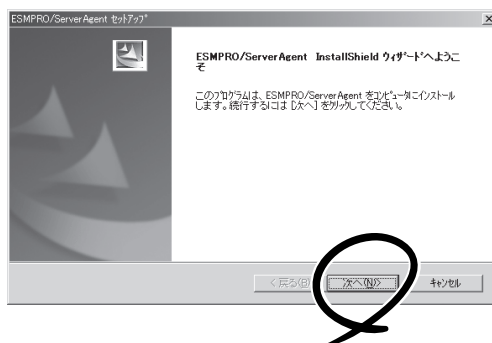 ESMPRO/ServerAgent セットアップ
ESMPRO/ServerAgent InstallShield ウィザードへようこ
そ
このプログラムは、ESMPRO/ServerAgent をコンピュータにインストール
します。続行するには [次へ] をクリックしてください。
< 戻る(B) 次へ(N)> キャンセル